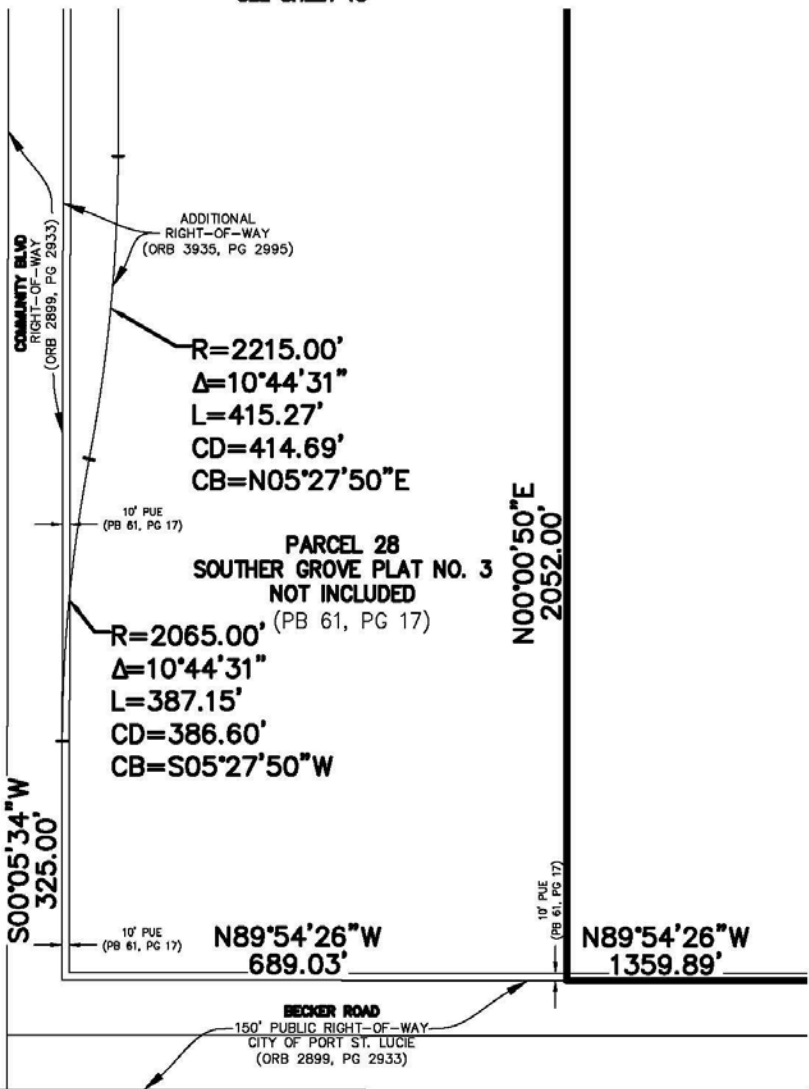 COMMUNITY BLVD
RIGHT-OF-WAY
(ORB 2899, PG 2933)
ADDITIONAL
RIGHT-OF-WAY
(ORB 3935, PG 2995)
R=2215.00'
Δ=10°44'31"
L=415.27'
CD=414.69'
CB=N05°27'50"E
10' PUE
(PB 61, PG 17)
PARCEL 28
SOUTHER GROVE PLAT NO. 3
NOT INCLUDED
(PB 61, PG 17)
N00°00'50"E
2052.00'
R=2065.00'
Δ=10°44'31"
L=387.15'
CD=386.60'
CB=S05°27'50"W
S00°05'34"W
325.00'
10' PUE
(PB 61, PG 17)
N89°54'26"W
689.03'
10' PUE
(PB 61, PG 17)
N89°54'26"W
1359.89'
BECKER ROAD
150' PUBLIC RIGHT-OF-WAY
CITY OF PORT ST. LUCIE
(ORB 2899, PG 2933)